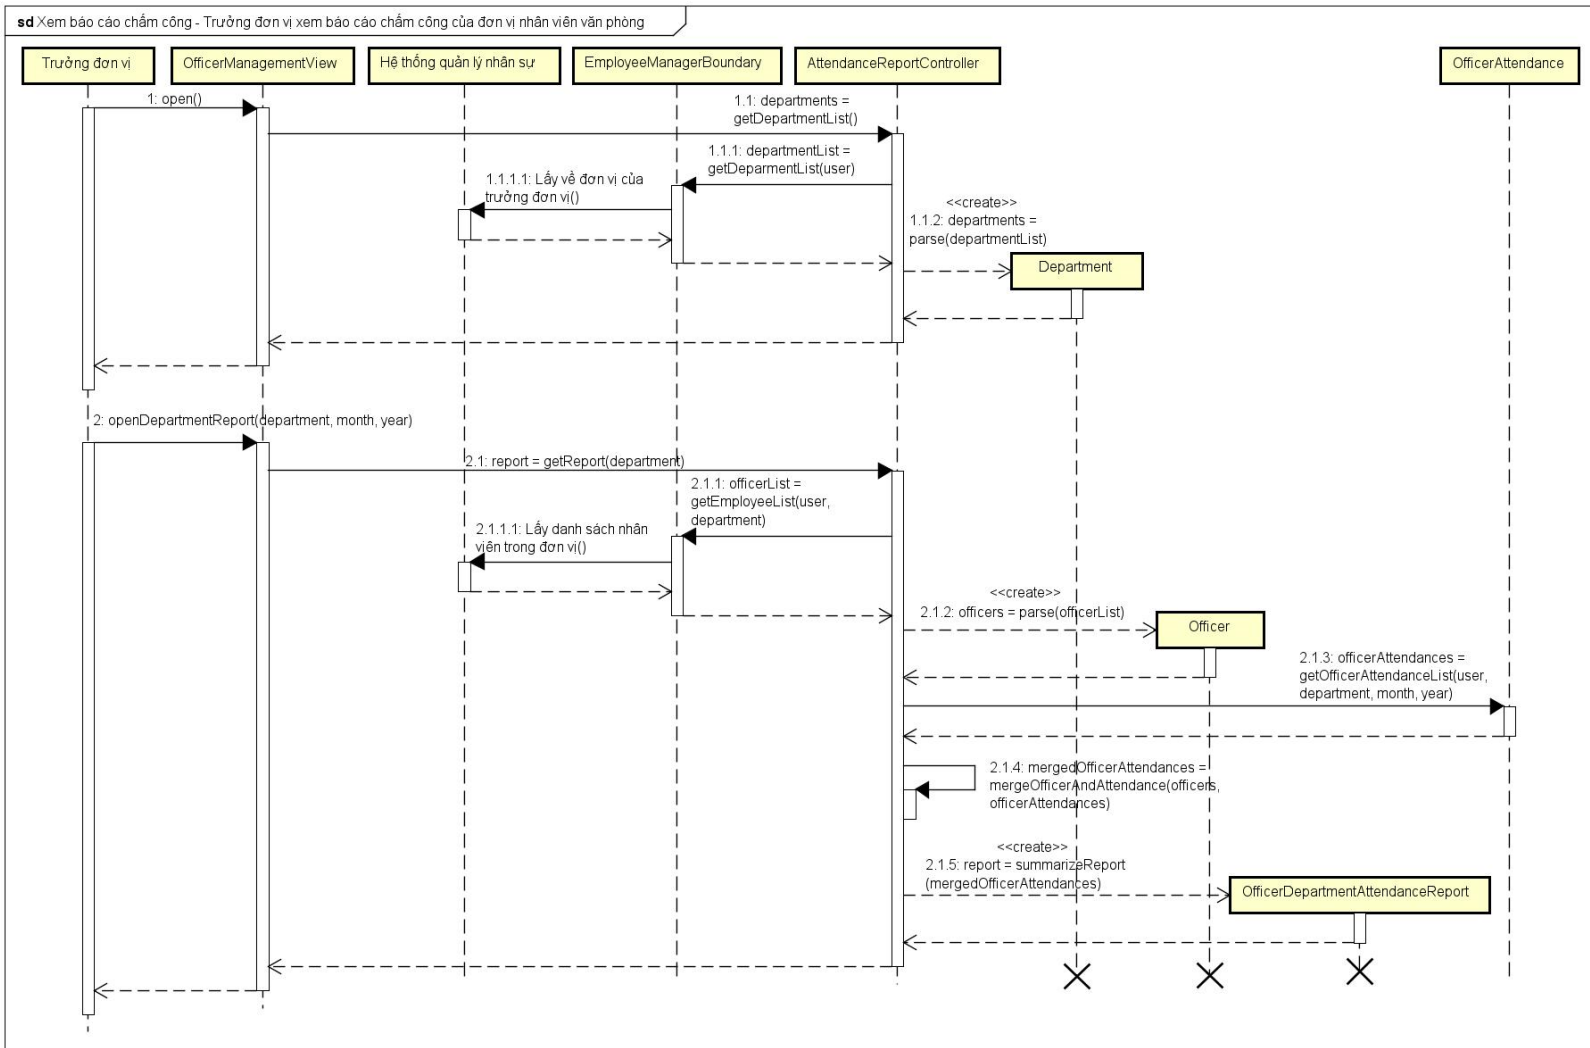 sd Xem báo cáo chấm công - Trưởng đơn vị xem báo cáo chấm công của đơn vị nhân viên văn phòng
Trưởng đơn vị
OfficerManagementView
Hệ thống quản lý nhân sự
EmployeeManagerBoundary
AttendanceReportController
OfficerAttendance
1: open()
1.1: departments =
getDepartmentList()
1.1.1: departmentList =
getDeparmentList(user)
1.1.1.1: Lấy về đơn vị của
trưởng đơn vị()
<<create>>
1.1.2: departments =
parse(departmentList)
Department
2: openDepartmentReport(department, month, year)
2.1: report = getReport(department)
2.1.1: officerList =
getEmployeeList(user,
department)
2.1.1.1: Lấy danh sách nhân
viên trong đơn vị()
<<create>>
2.1.2: officers = parse(officerList)
Officer
2.1.3: officerAttendances =
getOfficerAttendanceList(user,
department, month, year)
2.1.4: mergedOfficerAttendances =
mergeOfficerAndAttendance(officers,
officerAttendances)
<<create>>
2.1.5: report = summarizeReport
(mergedOfficerAttendances)
OfficerDepartmentAttendanceReport